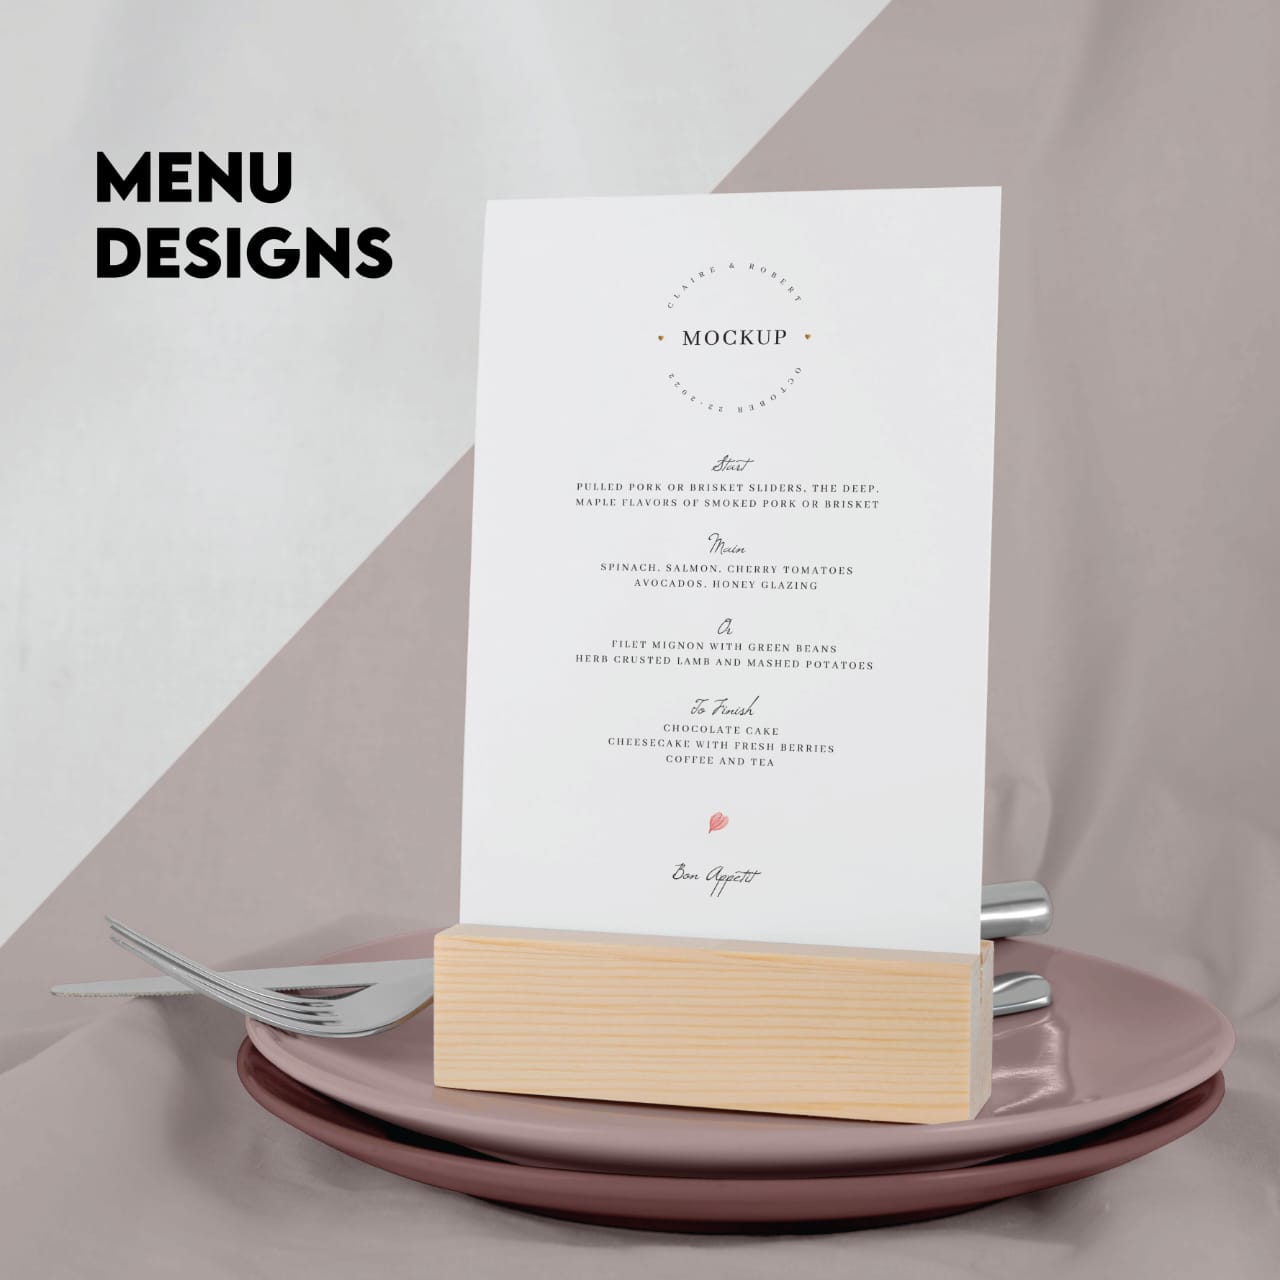 MENU
DESIGNS
CLAIRE & ROBERT
MOCKUP
OCTOBER 22.2022
Start
PULLED PORK OR BRISKET SLIDERS, THE DEEP,
MAPLE FLAVORS OF SMOKED PORK OR BRISKET
Main
SPINACH, SALMON, CHERRY TOMATOES
AVOCADOS, HONEY GLAZING
Or
FILET MIGNON WITH GREEN BEANS
HERB CRUSTED LAMB AND MASHED POTATOES
To Finish
CHOCOLATE CAKE
CHEESECAKE WITH FRESH BERRIES
COFFEE AND TEA
Bon Appetit